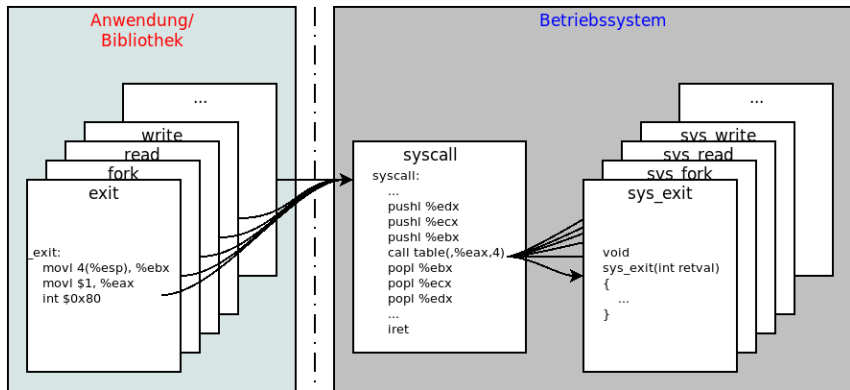 Anwendung/
Bibliothek
Betriebssystem
...
write
read
fork
exit
_exit:
movl 4(%esp), %ebx
movl $1, %eax
int $0x80
syscall
syscall:
...
pushl %edx
pushl %ecx
pushl %ebx
call table(,%eax,4)
popl %ebx
popl %ecx
popl %edx
...
iret
...
sys_write
sys_read
sys_fork
sys_exit
void
sys_exit(int retval)
{
...
}